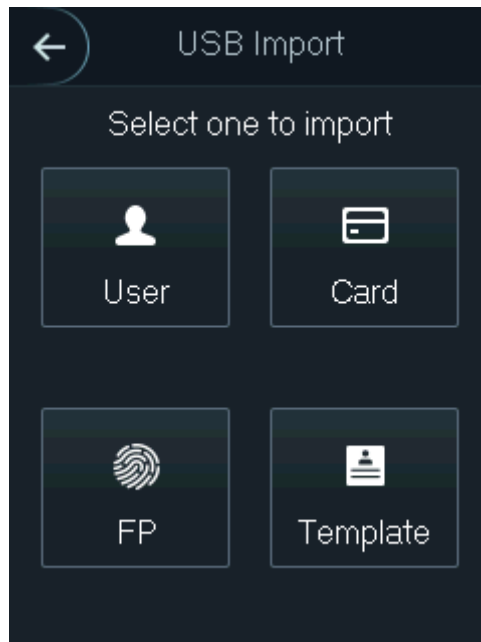 USB Import
Select one to import
User
Card
FP
Template